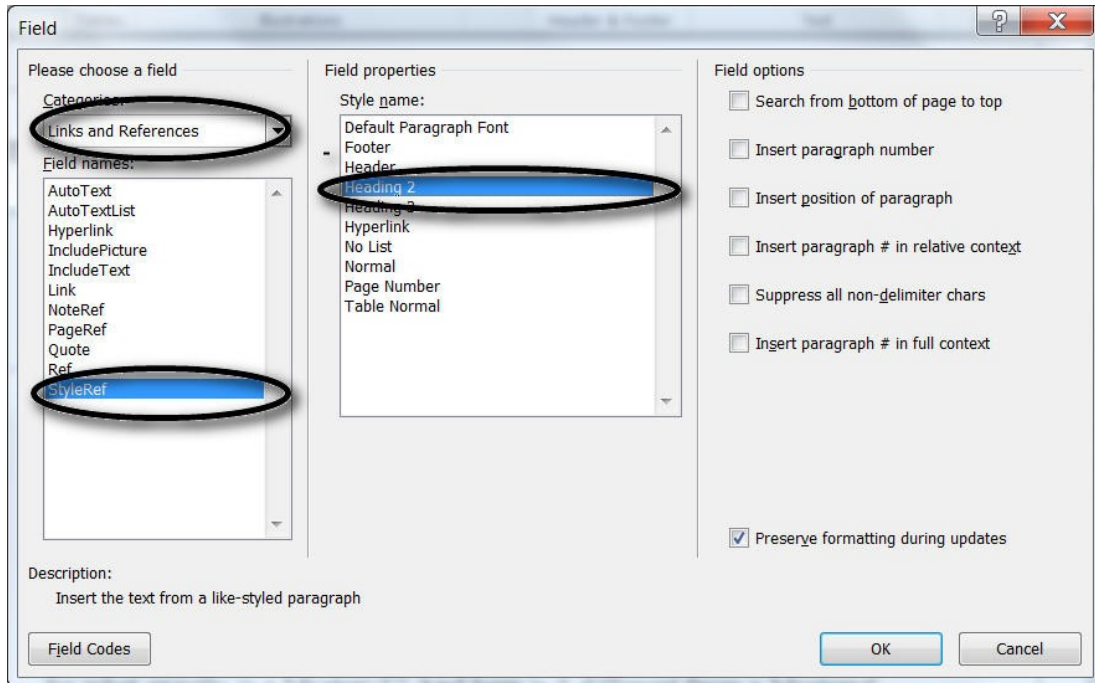 Field
Please choose a field
Categories:
Links and References
Field names:
AutoText
AutoTextList
Hyperlink
IncludePicture
IncludeText
Link
NoteRef
PageRef
Quote
Ref
StyleRef
Field properties
Style name:
Default Paragraph Font
Footer
Header
Heading 2
Heading 3
Hyperlink
No List
Normal
Page Number
Table Normal
Field options
Search from bottom of page to top
Insert paragraph number
Insert position of paragraph
Insert paragraph # in relative context
Suppress all non-delimiter chars
Insert paragraph # in full context
Preserve formatting during updates
Description:
Insert the text from a like-styled paragraph
Field Codes
OK
Cancel